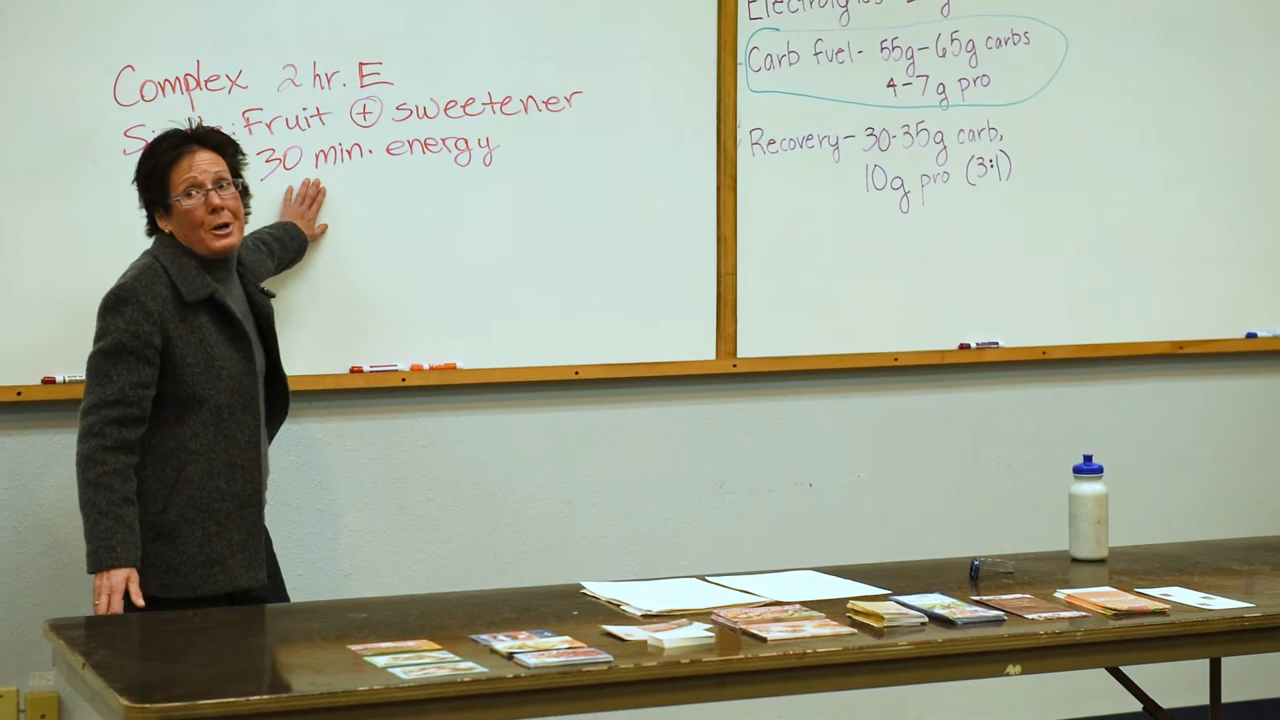 Complex 2 hr. E
Fruit + sweetener
30 min. energy
Electrolytes
Carb fuel- 55g-65g carbs
4-7g pro
Recovery- 30-35g carb,
10g pro (3:1)